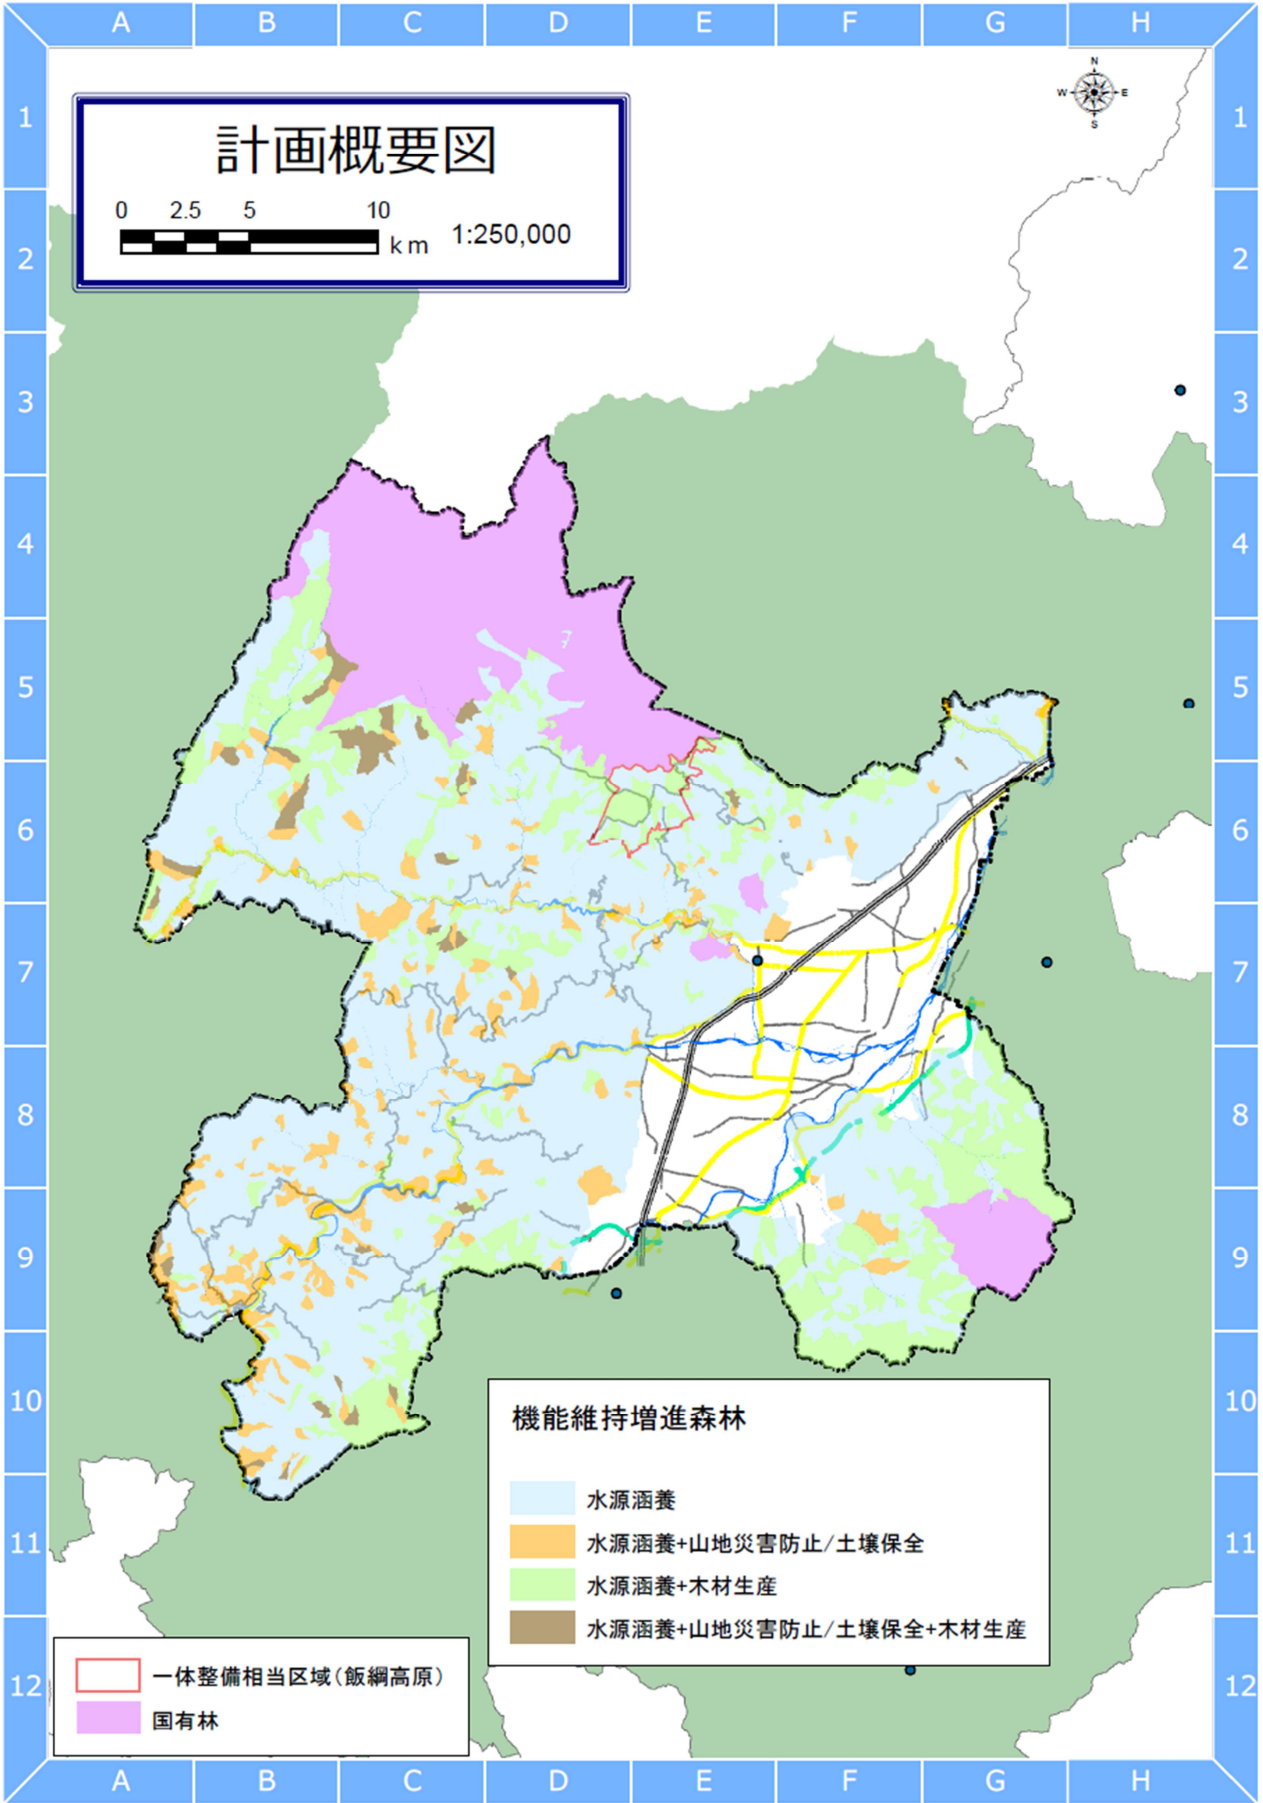 A B C D E F G H
N
W E
S
1 1
計画概要図
0 2.5 5 10
km 1:250,000
2 2
3 3
4 4
5 5
6 6
7 7
8 8
9 9
10 10
機能維持増進森林
水源涵養
11 11
水源涵養+山地災害防止/土壌保全
水源涵養+木材生産
水源涵養+山地災害防止/土壌保全+木材生産
一体整備相当区域(飯綱高原)
12 12
国有林
A B C D E F G H